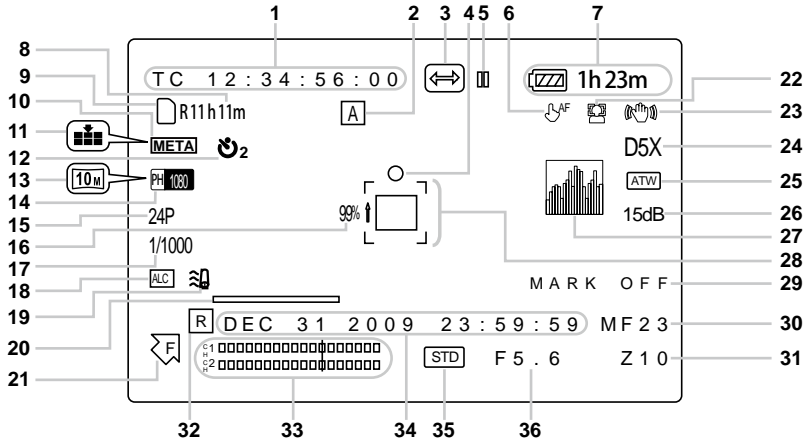 1 2 3 4 5 6 7
8
TC 12:34:56:00 1h 23m
9 R11h11m A AF 22
10 23
11 META 2 D5X 24
12
13 10M PH 1080 ATW 25
14
15 24P 99% 15dB 26
16 27
17 1/1000 28
18 ALC MARK OFF 29
19
20 R DEC 31 2009 23:59:59 MF23 30
21 F CH1 STD F5.6 Z10 31
CH2
32 33 34 35 36